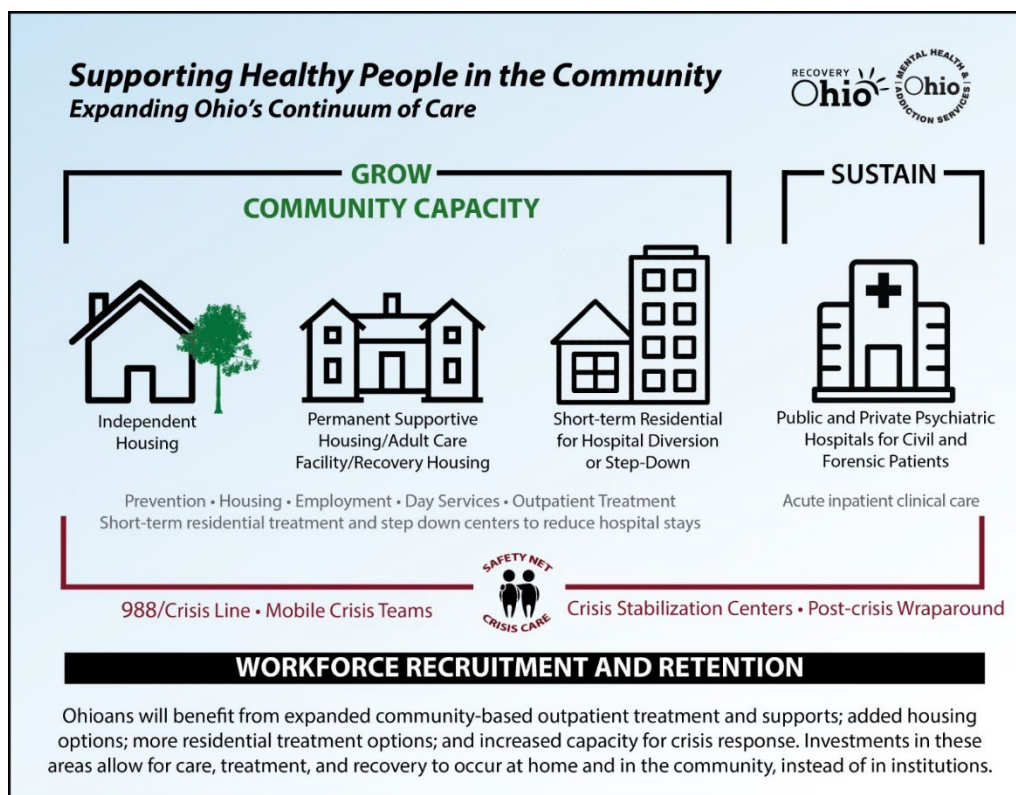 Supporting Healthy People in the Community
Expanding Ohio's Continuum of Care
RECOVERY
Ohio
MENTAL HEALTH &
Ohio
ADDICTION SERVICES
GROW
COMMUNITY CAPACITY
SUSTAIN
Independent
Housing
Permanent Supportive
Housing/Adult Care
Facility/Recovery Housing
Short-term Residential
for Hospital Diversion
or Step-Down
Public and Private Psychiatric
Hospitals for Civil and
Forensic Patients
Prevention • Housing • Employment • Day Services • Outpatient Treatment
Short-term residential treatment and step down centers to reduce hospital stays
Acute inpatient clinical care
SAFETY NET
CRISIS CARE
988/Crisis Line • Mobile Crisis Teams
Crisis Stabilization Centers • Post-crisis Wraparound
WORKFORCE RECRUITMENT AND RETENTION
Ohioans will benefit from expanded community-based outpatient treatment and supports; added housing
options; more residential treatment options; and increased capacity for crisis response. Investments in these
areas allow for care, treatment, and recovery to occur at home and in the community, instead of in institutions.